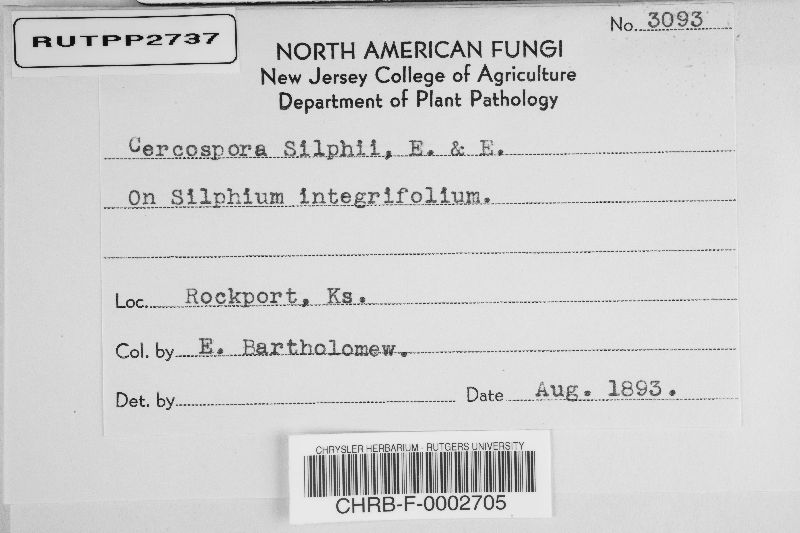 RUTPP2737
No. 3093
NORTH AMERICAN FUNGI
New Jersey College of Agriculture
Department of Plant Pathology
Cercospora Silphii, E. & E.
On Silphium integrifolium.
Loc. Rockport, Ks.
Col. by E. Bartholomew.
Det. by
Date Aug. 1893.
CHRYSLER HERBARIUM - RUTGERS UNIVERSITY
CHRB-F-0002705